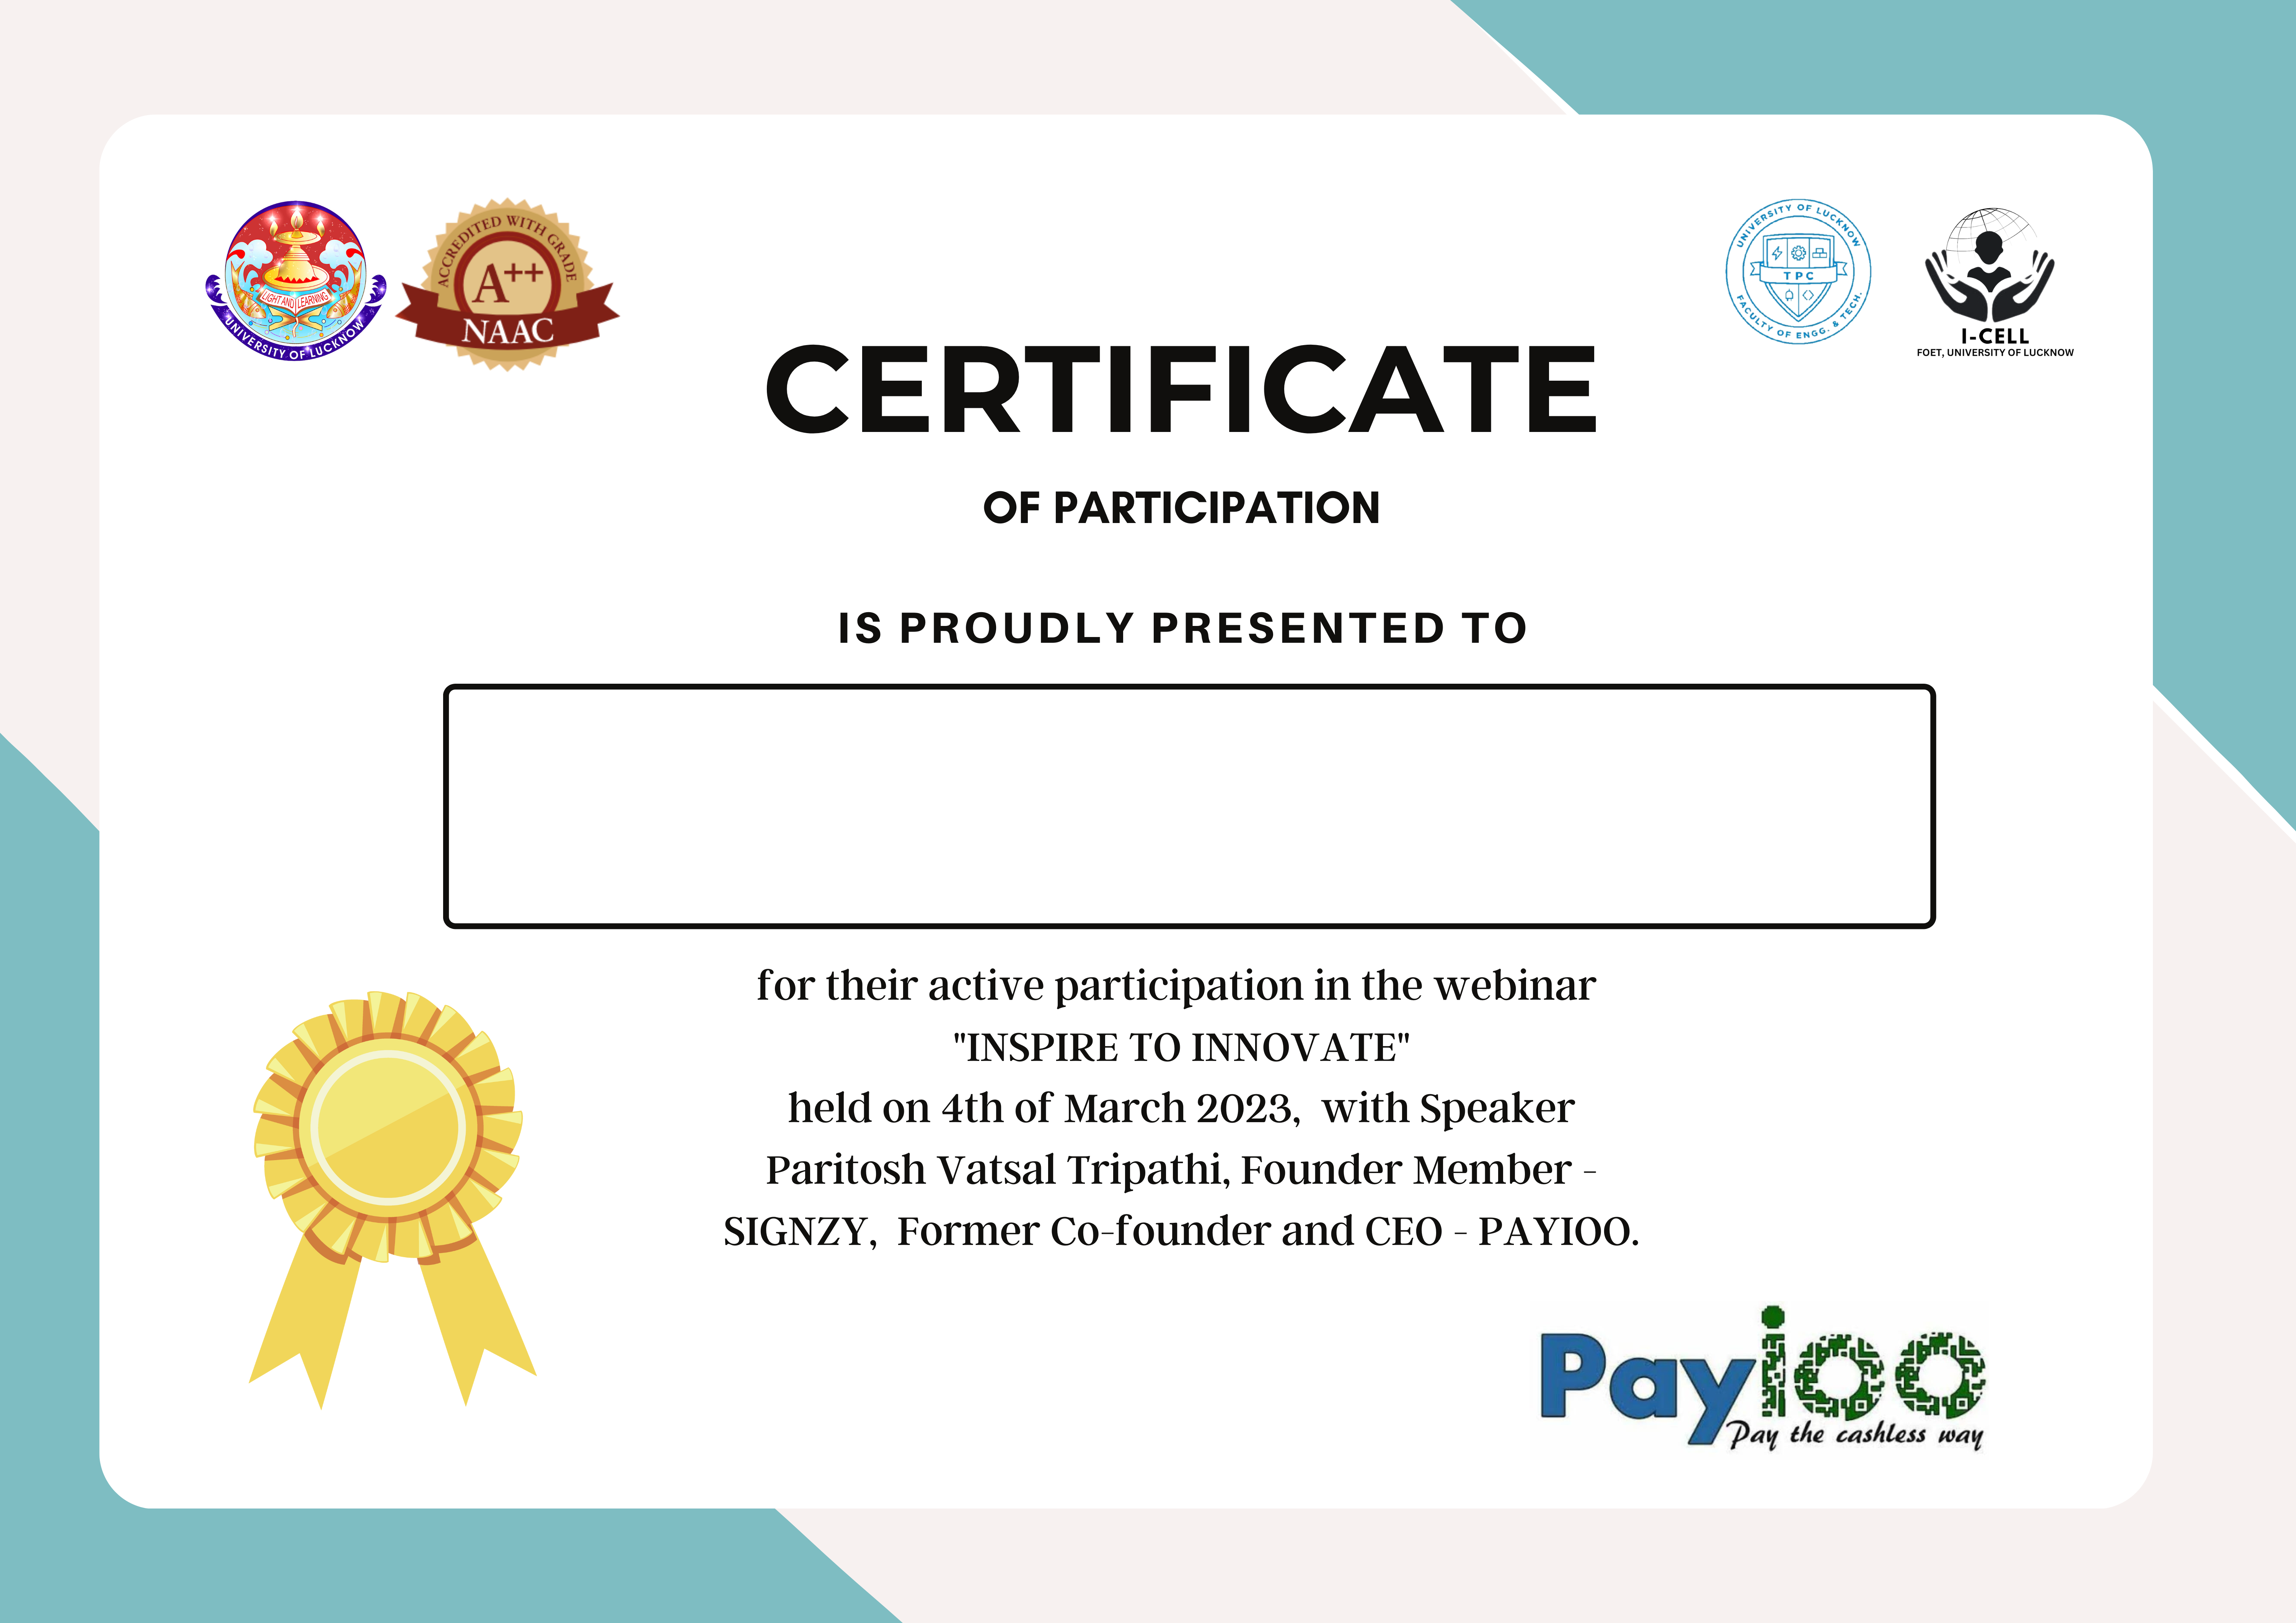 LIGHT AND LEARNING
UNIVERSITY OF LUCKNOW
ACCREDITED WITH GRADE
A++
NAAC
UNIVERSITY OF LUCKNOW
TPC
FACULTY OF ENGG. & TECH.
I-CELL
FOET, UNIVERSITY OF LUCKNOW
CERTIFICATE
OF PARTICIPATION
IS PROUDLY PRESENTED TO
for their active participation in the webinar
"INSPIRE TO INNOVATE"
held on 4th of March 2023,  with Speaker
Paritosh Vatsal Tripathi, Founder Member -
SIGNZY,  Former Co-founder and CEO - PAYIOO.
Payioo
Pay the cashless way